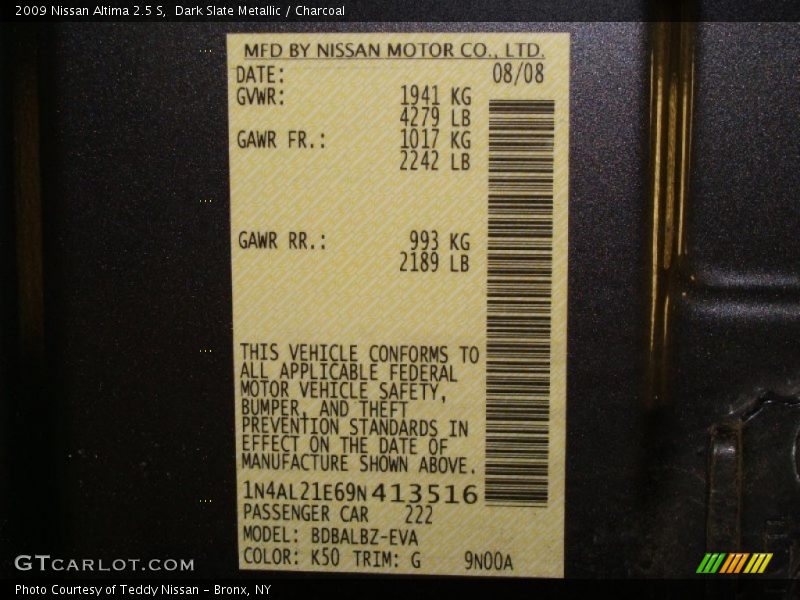 2009 Nissan Altima 2.5 S, Dark Slate Metallic / Charcoal
MFD BY NISSAN MOTOR CO., LTD.
DATE: 08/08
GVWR: 1941 KG
4279 LB
GAWR FR.: 1017 KG
2242 LB
GAWR RR.: 993 KG
2189 LB
THIS VEHICLE CONFORMS TO
ALL APPLICABLE FEDERAL
MOTOR VEHICLE SAFETY,
BUMPER, AND THEFT
PREVENTION STANDARDS IN
EFFECT ON THE DATE OF
MANUFACTURE SHOWN ABOVE.
1N4AL21E69N413516
PASSENGER CAR 222
MODEL: BDBALBZ-EVA
COLOR: K50 TRIM: G 9N00A
GTCARLOT.COM
Photo Courtesy of Teddy Nissan - Bronx, NY